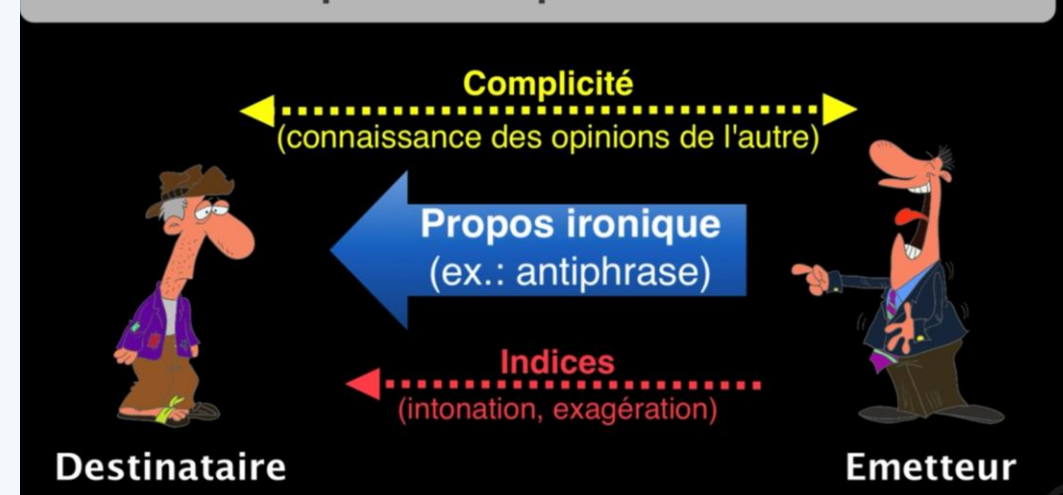 Complicité
(connaissance des opinions de l'autre)
Propos ironique
(ex.: antiphrase)
Indices
(intonation, exagération)
Destinataire
Emetteur